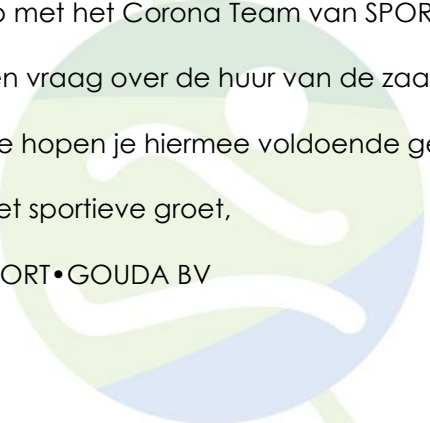 met het Corona Team van SPOR
vraag over de huur van de zaa
hopen je hiermee voldoende ge
sportieve groet,
ORT•GOUDA BV